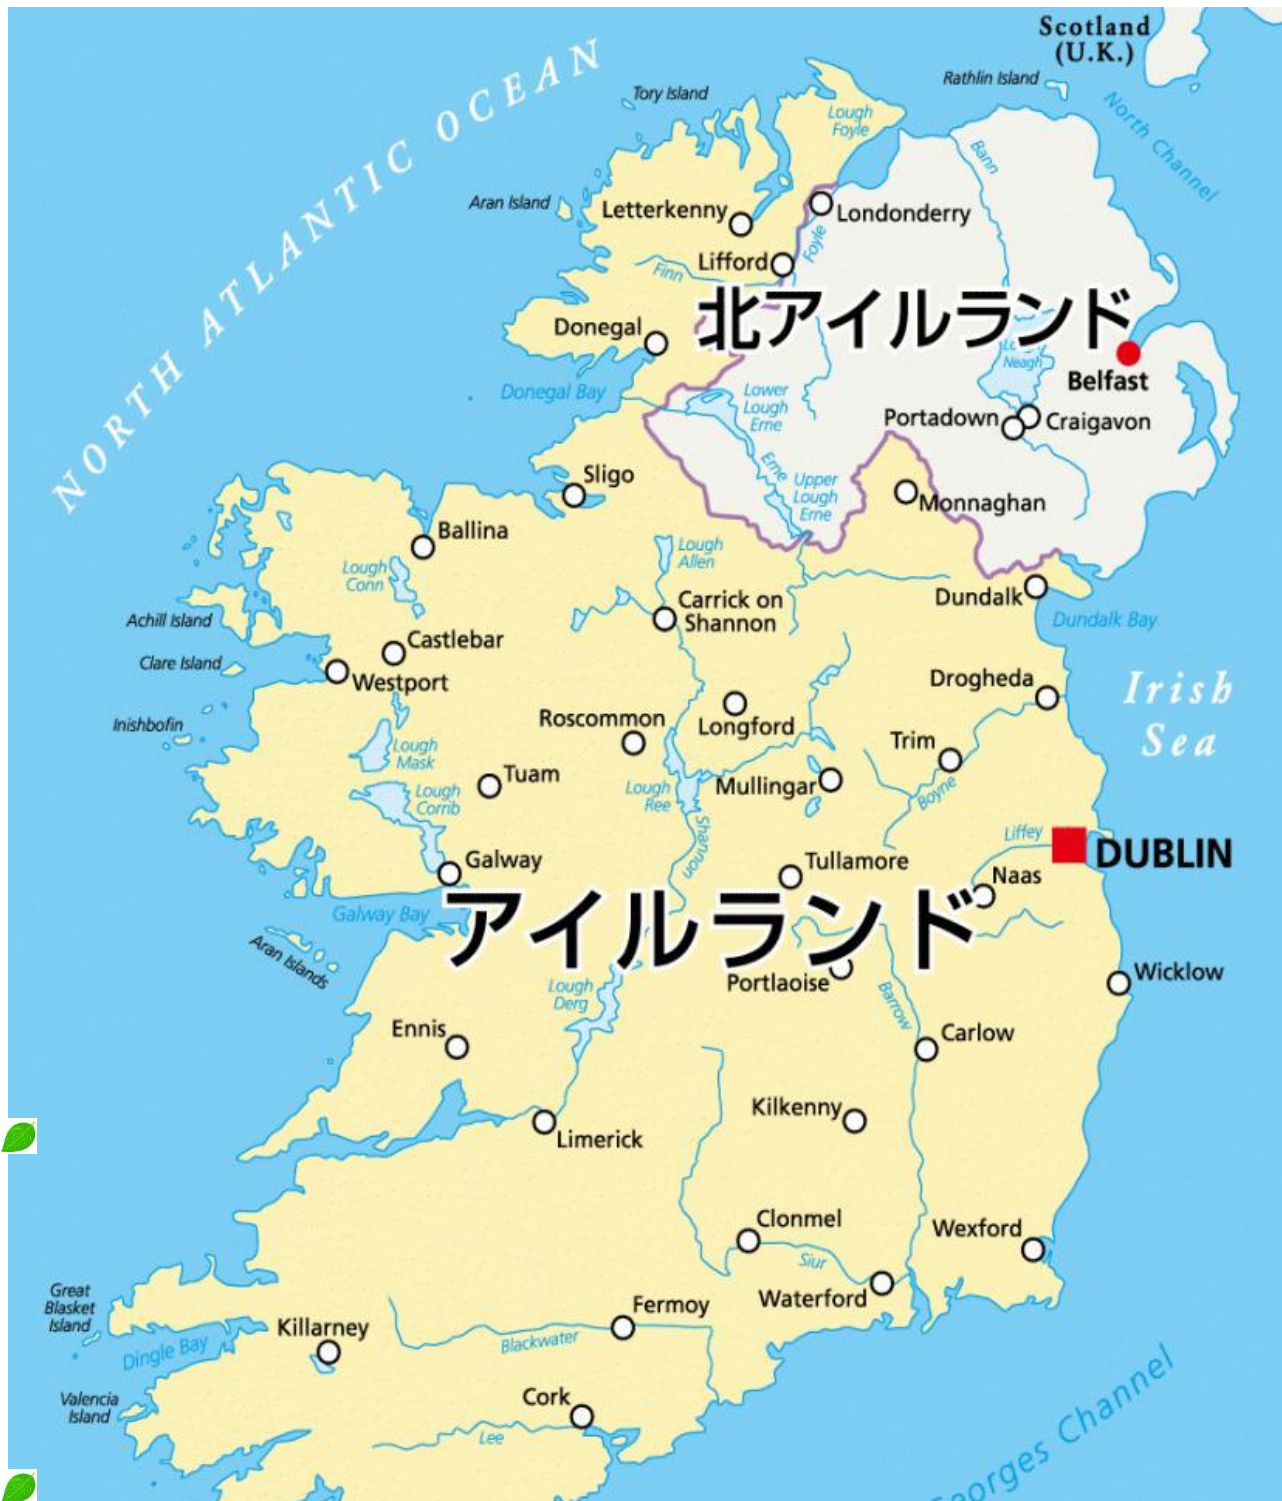 Scotland
(U.K.)
Rathlin Island
North Channel
NORTH ATLANTIC OCEAN
Tory Island
Lough
Foyle
Bann
Aran Island
Letterkenny
Londonderry
Foyle
Lifford
Finn
北アイルランド
Donegal
Neagh
Belfast
Donegal Bay
Lower
Lough
Erne
Portadown
Craigavon
Erne
Upper
Lough
Erne
Sligo
Monnaghan
Ballina
Lough
Allen
Lough
Conn
Carrick on
Shannon
Dundalk
Dundalk Bay
Achill Island
Castlebar
Clare Island
Westport
Drogheda
Irish
Sea
Inishbofin
Roscommon
Longford
Trim
Lough
Mask
Tuam
Lough
Ree
Mullingar
Boyne
Lough
Corrib
Shannon
Liffey
DUBLIN
Galway
Tullamore
Naas
Galway Bay
アイルランド
Aran Islands
Portlaoise
Wicklow
Lough
Derg
Barrow
Ennis
Carlow
Kilkenny
Limerick
Clonmel
Wexford
Siur
Waterford
Great
Blasket
Island
Fermoy
Killarney
Blackwater
Dingle Bay
Valencia
Island
Cork
Lee
Channel